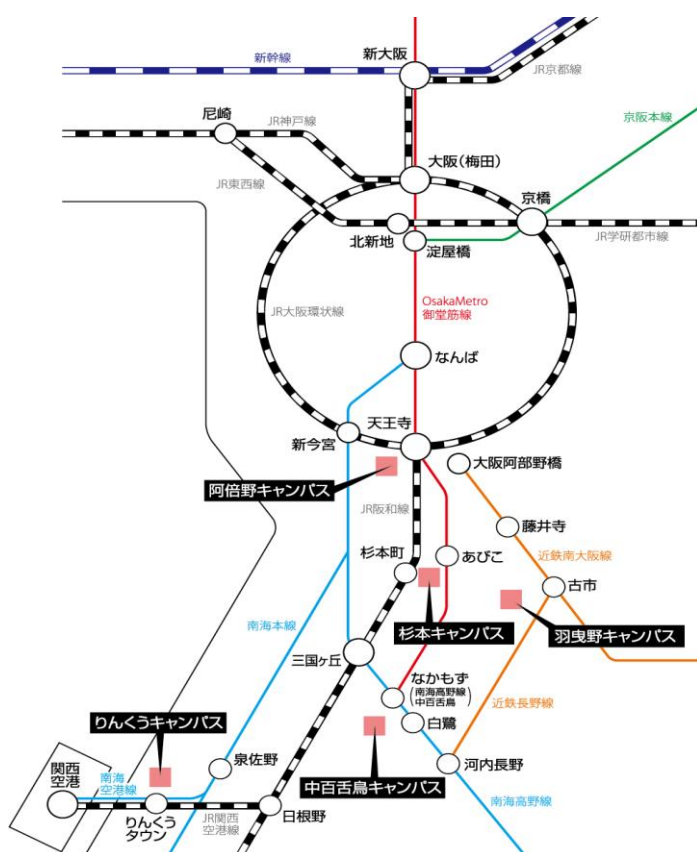 新大阪
新幹線
JR京都線
尼崎
JR神戸線
京阪本線
大阪(梅田)
JR東西線
京橋
北新地
淀屋橋
JR学研都市線
OsakaMetro
御堂筋線
JR大阪環状線
なんば
天王寺
新今宮
大阪阿部野橋
阿倍野キャンパス
JR阪和線
藤井寺
あびこ
近鉄南大阪線
杉本町
古市
南海本線
杉本キャンパス
羽曳野キャンパス
三国ヶ丘
なかもず
(南海高野線)
中百舌鳥
近鉄長野線
りんくうキャンパス
白鷺
泉佐野
河内長野
関西
空港
南海
空港線
中百舌鳥キャンパス
南海高野線
りんくう
タウン
JR関西
空港線
日根野